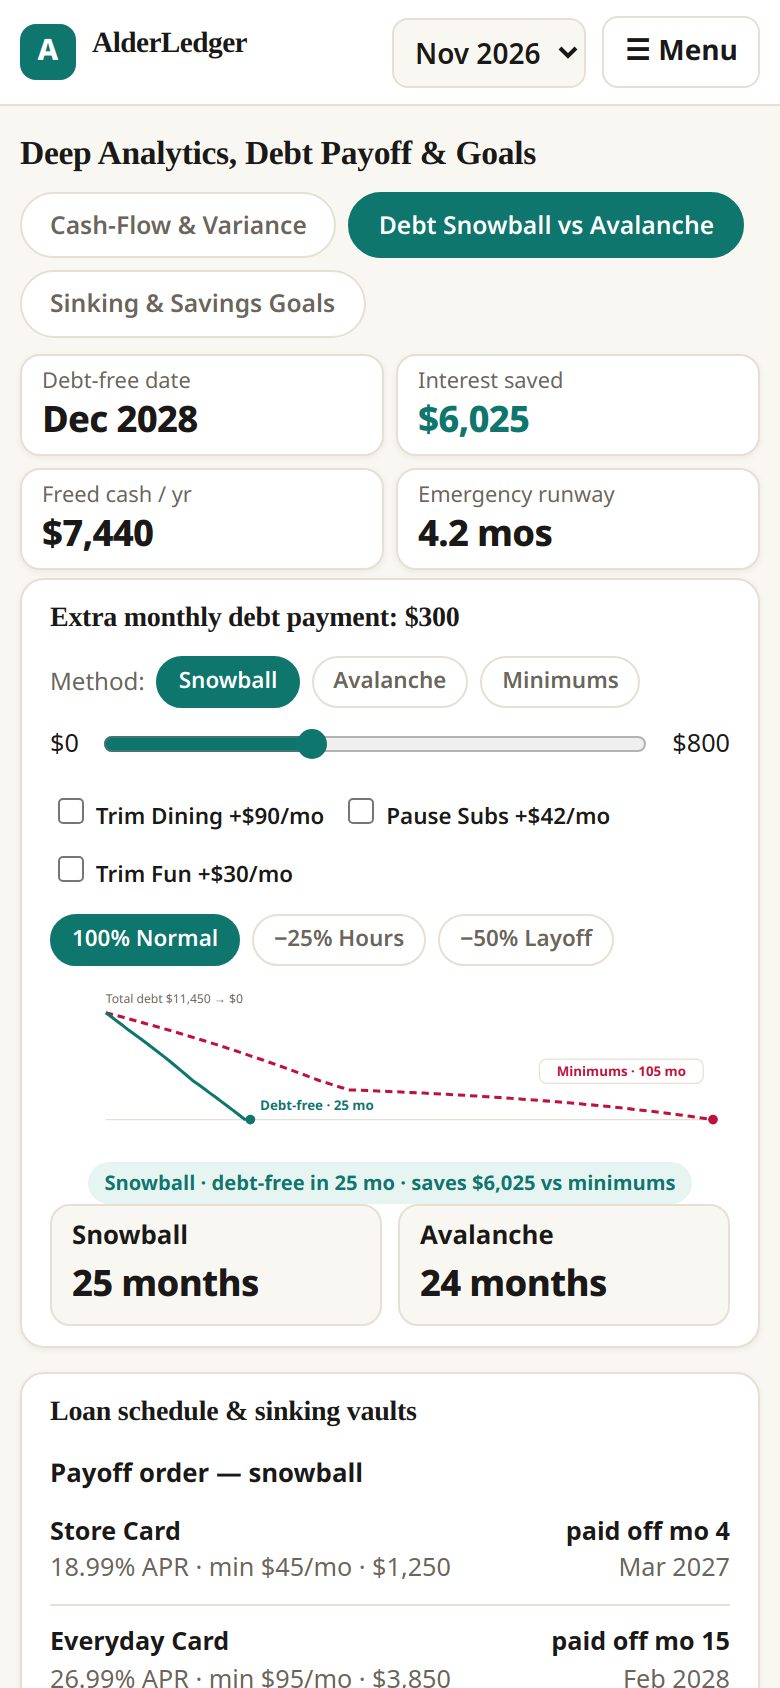 A AlderLedger Nov 2026 ☰ Menu
Deep Analytics, Debt Payoff & Goals
Cash-Flow & Variance Debt Snowball vs Avalanche
Sinking & Savings Goals
Debt-free date Interest saved
Dec 2028 $6,025
Freed cash / yr Emergency runway
$7,440 4.2 mos
Extra monthly debt payment: $300
Method: Snowball Avalanche Minimums
$0 $800
Trim Dining +$90/mo Pause Subs +$42/mo
Trim Fun +$30/mo
100% Normal −25% Hours −50% Layoff
Total debt $11,450 → $0
Minimums · 105 mo
Debt-free · 25 mo
Snowball · debt-free in 25 mo · saves $6,025 vs minimums
Snowball Avalanche
25 months 24 months
Loan schedule & sinking vaults
Payoff order — snowball
Store Card paid off mo 4
18.99% APR · min $45/mo · $1,250 Mar 2027
Everyday Card paid off mo 15
26.99% APR · min $95/mo · $3,850 Feb 2028